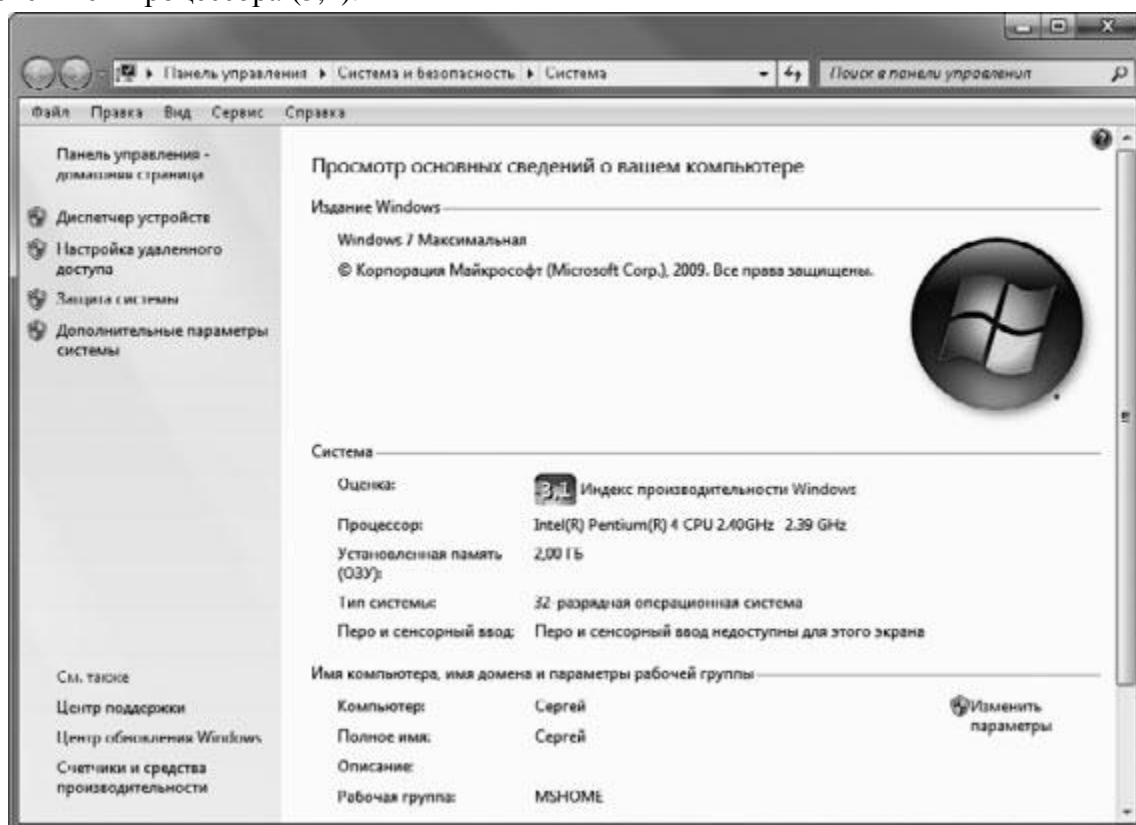 Панель управления ▸ Система и безопасность ▸ Система
Поиск в панели управления
Файл Правка Вид Сервис Справка
Панель управления -
домашняя страница
Диспетчер устройств
Настройка удаленного
доступа
Защита системы
Дополнительные параметры
системы
См. также
Центр поддержки
Центр обновления Windows
Счетчики и средства
производительности
Просмотр основных сведений о вашем компьютере
Издание Windows
Windows 7 Максимальная
© Корпорация Майкрософт (Microsoft Corp.), 2009. Все права защищены.
Система
Оценка: 3,1 Индекс производительности Windows
Процессор: Intel(R) Pentium(R) 4 CPU 2.40GHz 2.39 GHz
Установленная память 2,00 ГБ
(ОЗУ):
Тип системы: 32-разрядная операционная система
Перо и сенсорный ввод: Перо и сенсорный ввод недоступны для этого экрана
Имя компьютера, имя домена и параметры рабочей группы
Компьютер: Сергей
Изменить
параметры
Полное имя: Сергей
Описание:
Рабочая группа: MSHOME